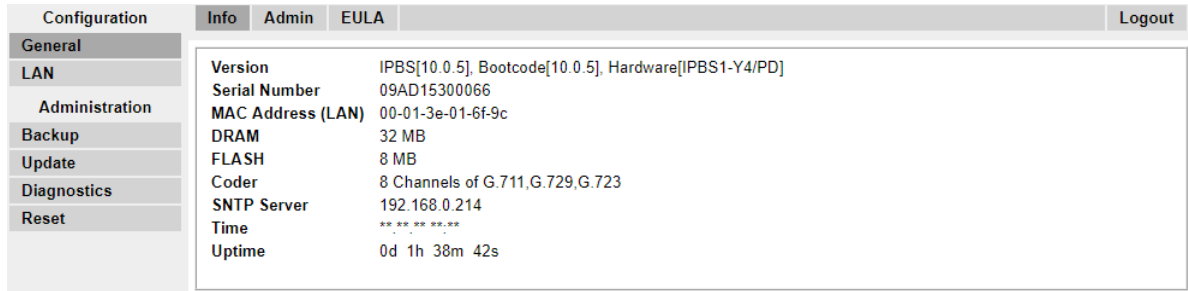 Configuration
Info Admin EULA Logout
General
LAN
Administration
Backup
Update
Diagnostics
Reset
Version IPBS[10.0.5], Bootcode[10.0.5], Hardware[IPBS1-Y4/PD]
Serial Number 09AD15300066
MAC Address (LAN) 00-01-3e-01-6f-9c
DRAM 32 MB
FLASH 8 MB
Coder 8 Channels of G.711,G.729,G.723
SNTP Server 192.168.0.214
Time **.**.** **:**
Uptime 0d 1h 38m 42s